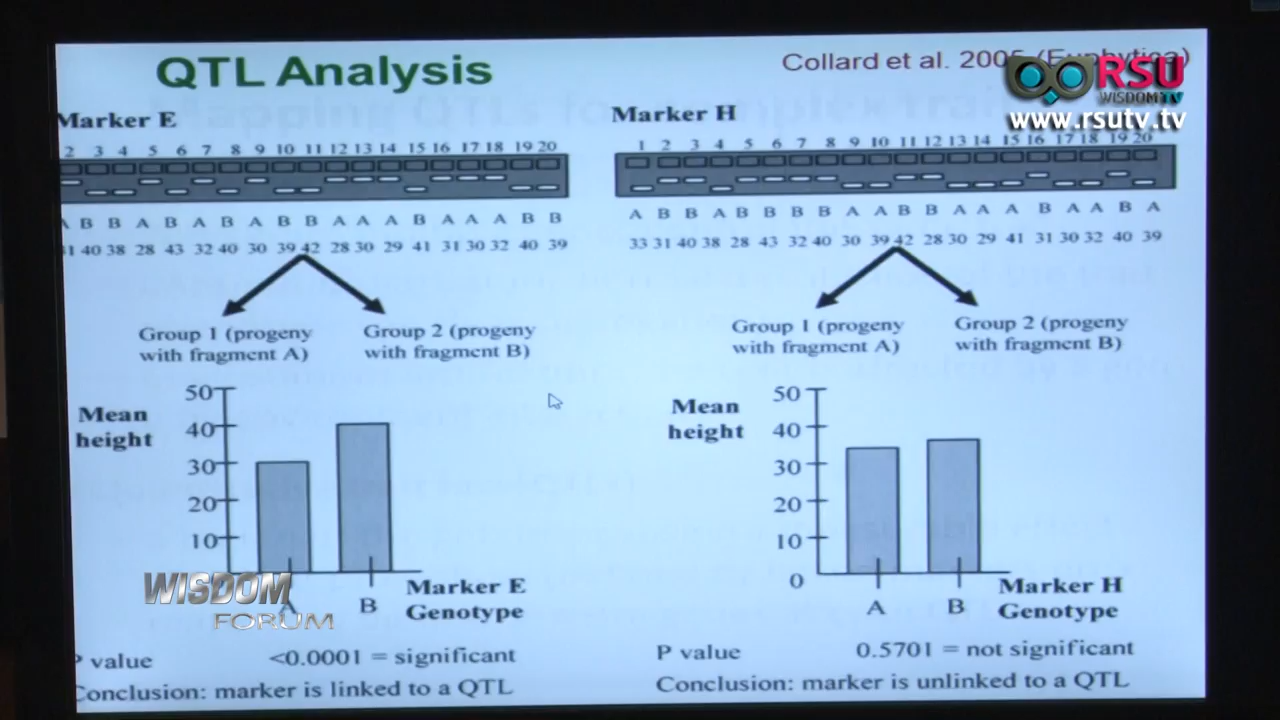 QTL Analysis
Collard et al. 2005 (Euphytica)
RSU
WISDOMTV
www.rsutv.tv
Marker E
2 3 4 5 6 7 8 9 10 11 12 13 14 15 16 17 18 19 20
A B B A B A B A B B A A A B A A A B B
31 40 38 28 43 32 40 30 39 42 28 30 29 41 31 30 32 40 39
Group 1 (progeny
with fragment A)
Group 2 (progeny
with fragment B)
Mean
height
50
40
30
20
10
A
B
Marker E
Genotype
P value
<0.0001 = significant
Conclusion: marker is linked to a QTL
Marker H
1 2 3 4 5 6 7 8 9 10 11 12 13 14 15 16 17 18 19 20
A B B A B B B B A A B B A A A B A A B A
33 31 40 38 28 43 32 40 30 39 42 28 30 29 41 31 30 32 40 39
Group 1 (progeny
with fragment A)
Group 2 (progeny
with fragment B)
Mean
height
50
40
30
20
10
0
A
B
Marker H
Genotype
P value
0.5701 = not significant
Conclusion: marker is unlinked to a QTL
WISDOM
FORUM